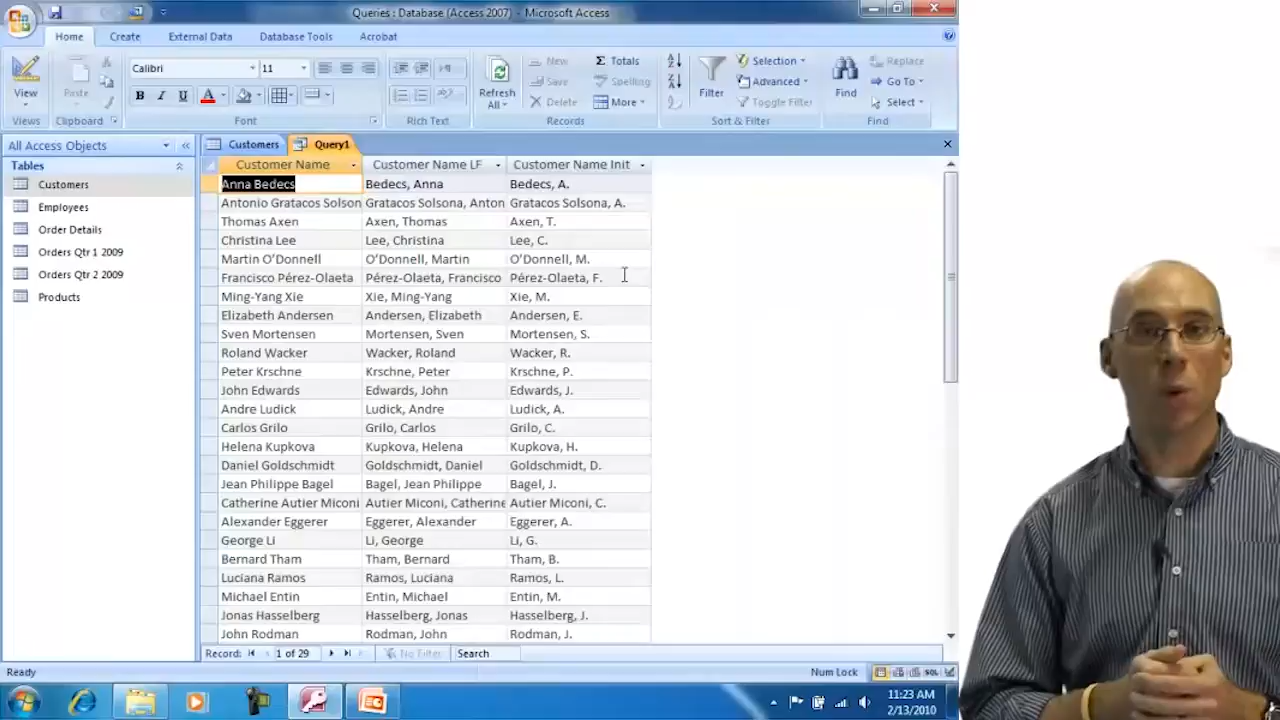 Queries : Database (Access 2007) - Microsoft Access
Home Create External Data Database Tools Acrobat
View
Views
Paste
Clipboard
Calibri 11
B I U A
Font
Rich Text
Refresh All
New
Save
Delete
Totals
Spelling
More
Records
Filter
Selection
Advanced
Toggle Filter
Sort & Filter
Find
Replace
Go To
Select
Find
All Access Objects
Tables
Customers
Employees
Order Details
Orders Qtr 1 2009
Orders Qtr 2 2009
Products
Customers Query1
Customer Name Customer Name LF Customer Name Init
Anna Bedecs Bedecs, Anna Bedecs, A.
Antonio Gratacos Solson Gratacos Solsona, Anton Gratacos Solsona, A.
Thomas Axen Axen, Thomas Axen, T.
Christina Lee Lee, Christina Lee, C.
Martin O’Donnell O’Donnell, Martin O’Donnell, M.
Francisco Pérez-Olaeta Pérez-Olaeta, Francisco Pérez-Olaeta, F.
Ming-Yang Xie Xie, Ming-Yang Xie, M.
Elizabeth Andersen Andersen, Elizabeth Andersen, E.
Sven Mortensen Mortensen, Sven Mortensen, S.
Roland Wacker Wacker, Roland Wacker, R.
Peter Krschne Krschne, Peter Krschne, P.
John Edwards Edwards, John Edwards, J.
Andre Ludick Ludick, Andre Ludick, A.
Carlos Grilo Grilo, Carlos Grilo, C.
Helena Kupkova Kupkova, Helena Kupkova, H.
Daniel Goldschmidt Goldschmidt, Daniel Goldschmidt, D.
Jean Philippe Bagel Bagel, Jean Philippe Bagel, J.
Catherine Autier Miconi Autier Miconi, Catherine Autier Miconi, C.
Alexander Eggerer Eggerer, Alexander Eggerer, A.
George Li Li, George Li, G.
Bernard Tham Tham, Bernard Tham, B.
Luciana Ramos Ramos, Luciana Ramos, L.
Michael Entin Entin, Michael Entin, M.
Jonas Hasselberg Hasselberg, Jonas Hasselberg, J.
John Rodman Rodman, John Rodman, J.
Record: 1 of 29 No Filter Search
Ready Num Lock SQL
11:23 AM
2/13/2010